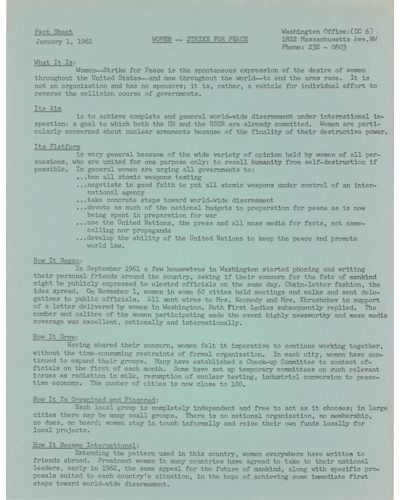 Fact Sheet
January 1, 1962
WOMEN -- STRIKE FOR PEACE
Washington Office:(DC 6)
1822 Massachusetts Ave.NW
Phone: 232 - 0803
What It Is:
Women--Strike for Peace is the spontaneous expression of the desire of women
throughout the United States--and now throughout the world--to end the arms race. It is
not an organization and has no sponsors; it is, rather, a vehicle for individual effort to
reverse the collision course of governments.
Its Aim
is to achieve complete and general world-wide disarmament under international in-
spection: a goal to which both the US and the USSR are already committed. Women are parti-
cularly concerned about nuclear armaments because of the finality of their destructive power.
Its Platform
is very general because of the wide variety of opinion held by women of all per-
suasions, who are united for one purpose only: to recall humanity from self-destruction if
possible. In general women are urging all governments to:
...ban all atomic weapons testing
...negotiate in good faith to put all atomic weapons under control of an inter-
national agency
...take concrete steps toward world-wide disarmament
...devote as much of the national budgets to preparation for peace as is now
being spent in preparation for war
...use the United Nations, the press and all mass media for facts, not name-
calling nor propaganda
...develop the ability of the United Nations to keep the peace and promote
world law.
How It Began:
In September 1961 a few housewives in Washington started phoning and writing
their personal friends around the country, asking if their concern for the fate of mankind
might be publicly expressed to elected officials on the same day. Chain-letter fashion, the
idea spread. On November 1, women in some 60 cities held meetings and walks and sent dele-
gations to public officials. All sent wires to Mrs. Kennedy and Mrs. Khrushchev in support
of a letter delivered by women in Washington. Both First Ladies subsequently replied. The
number and calibre of the women participating made the event highly newsworthy and mass media
coverage was excellent, nationally and internationally.
How It Grew:
Having shared their concern, women felt it imperative to continue working together,
without the time-consuming restraints of formal organization. In each city, women have con-
tinued to expand their groups. Many have established a Check-up Committee to contact of-
ficials on the first of each month. Some have set up temporary committees on such relevant
issues as radiation in milk, resumption of nuclear testing, industrial conversion to peace-
time economy. The number of cities is now close to 100.
How It Is Organized and Financed:
Each local group is completely independent and free to act as it chooses; in large
cities there may be many small groups. There is no national organization, no membership,
no dues, no board; women stay in touch informally and raise their own funds locally for
local projects.
How It Became International:
Extending the pattern used in this country, women everywhere have written to
friends abroad. Prominent women in many countries have agreed to take to their national
leaders, early in 1962, the same appeal for the future of mankind, along with specific pro-
posals suited to each country's situation, in the hope of achieving some immediate first
steps toward world-wide disarmament.